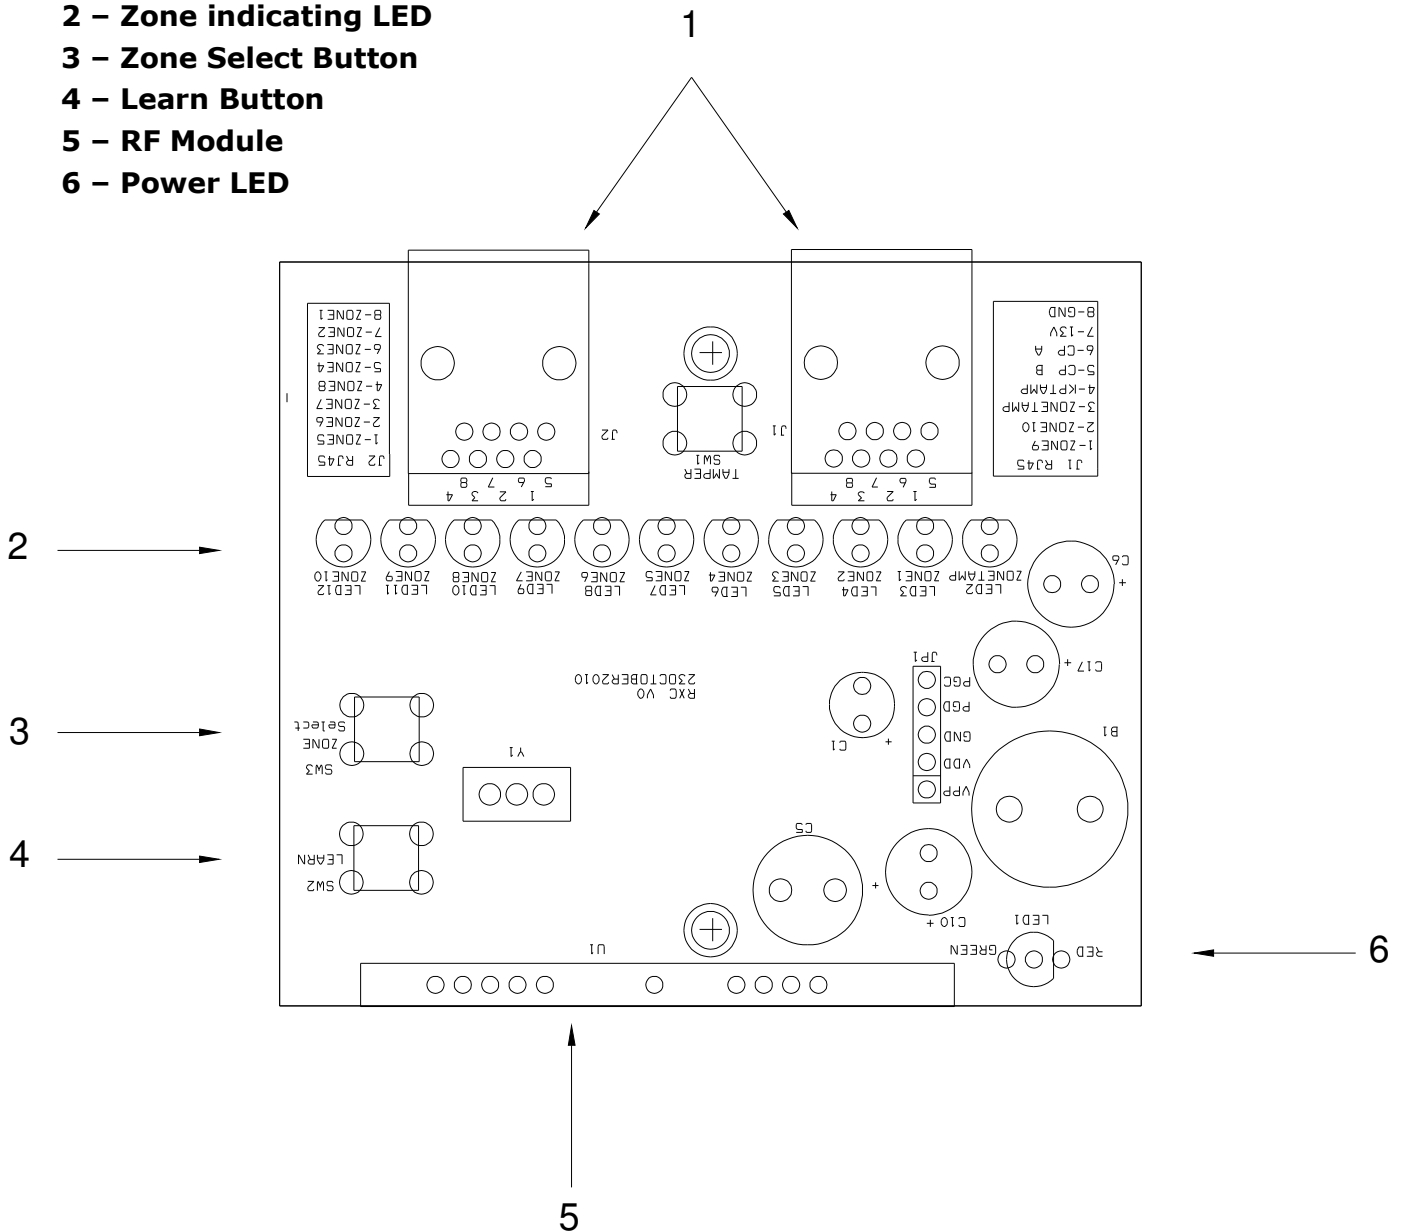 2 – Zone indicating LED
3 – Zone Select Button
4 – Learn Button
5 – RF Module
6 – Power LED
1
8-ZONE1
7-ZONE2
6-ZONE3
5-ZONE4
4-ZONE8
3-ZONE7
2-ZONE6
1-ZONE5
J2 RJ45
J2
8 7 6 5
4 3 2 1
TAMPER
SW1
J1
8 7 6 5
4 3 2 1
8-GND
7-13V
6-CP A
5-CP B
4-KPTAMP
3-ZONETAMP
2-ZONE10
1-ZONE9
J1 RJ45
2
ZONE10 ZONE9 ZONE8 ZONE7 ZONE6 ZONE5 ZONE4 ZONE3 ZONE2 ZONE1 ZONETAMP
LED12 LED11 LED10 LED9 LED8 LED7 LED6 LED5 LED4 LED3 LED2
C6
+
C17
+
JP1
PGC
PGD
GND
VDD
VPP
RXC V0
23OCTOBER2010
C1
+
B1
3
ZONE Select
SW3
Y1
4
LEARN
SW2
C5
+
C10
+
LED1
GREEN
RED
6
U1
5